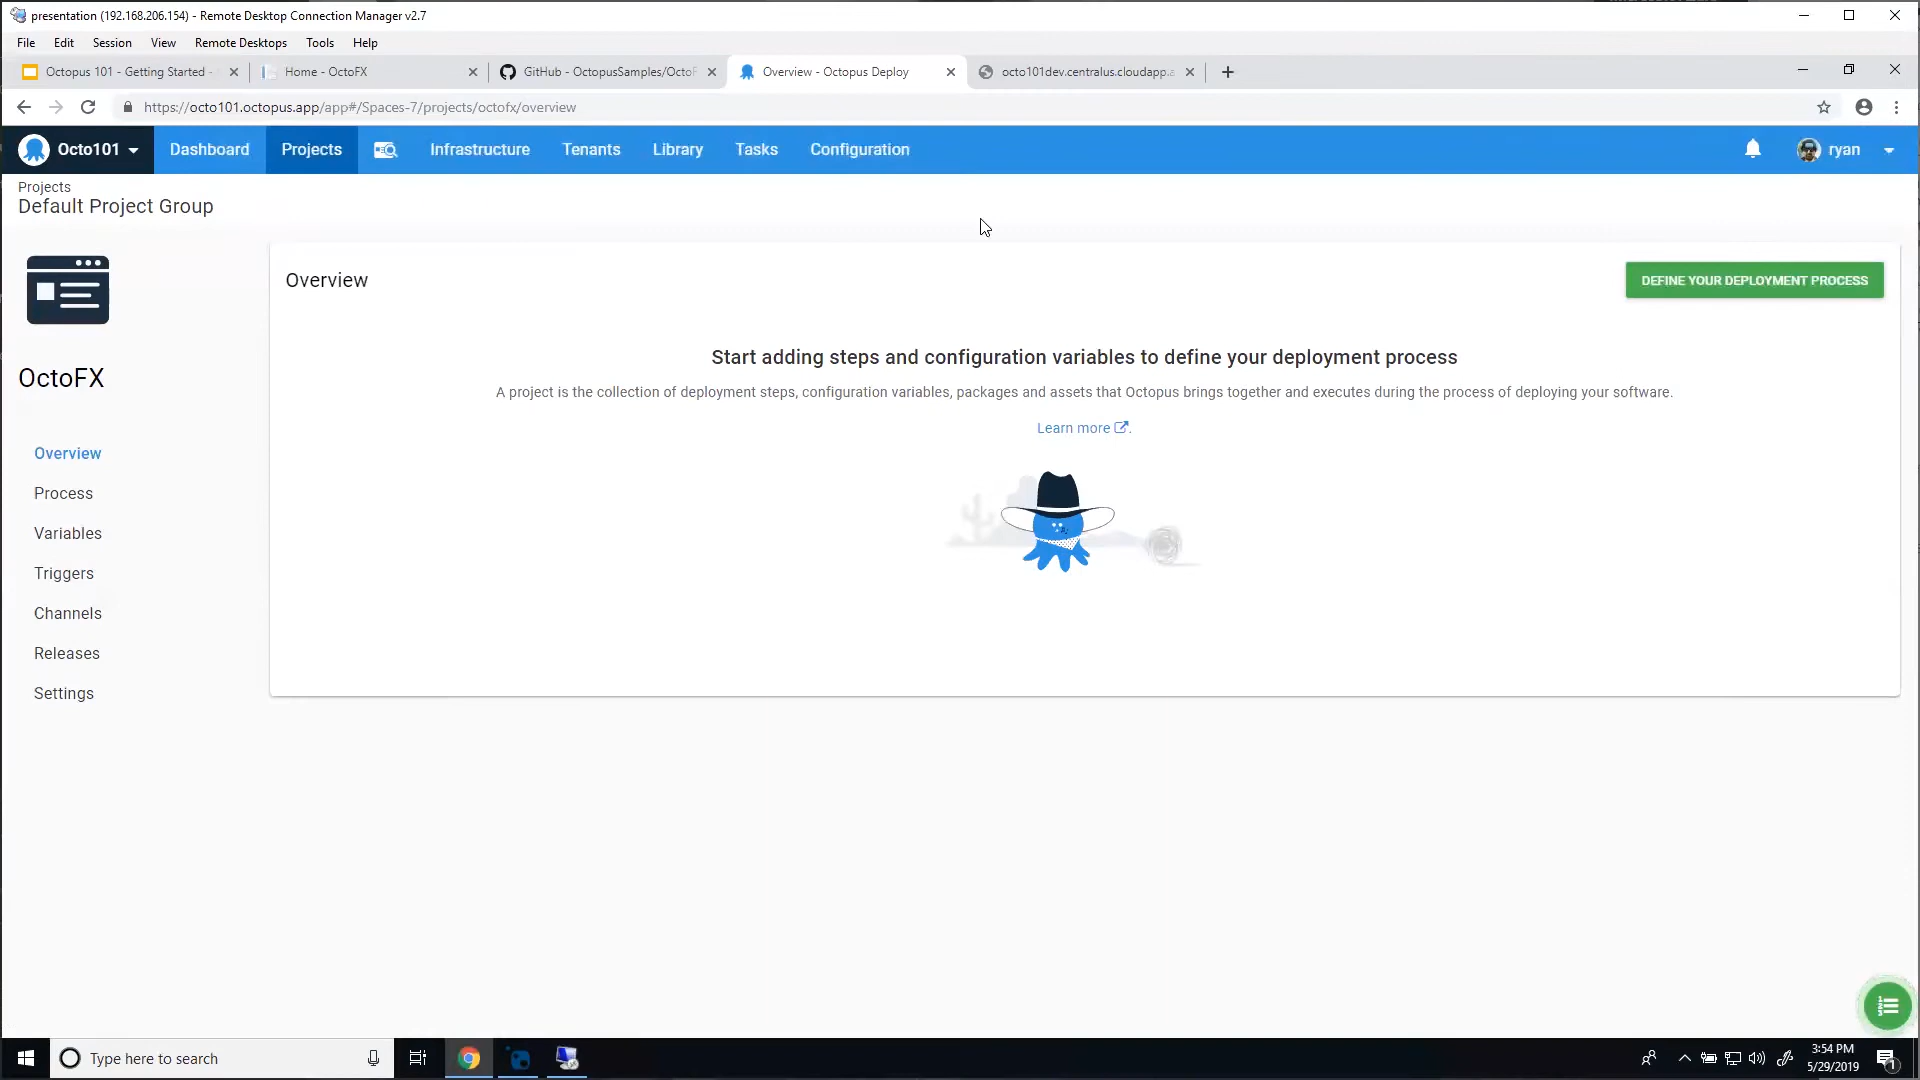 presentation (192.168.206.154) - Remote Desktop Connection Manager v2.7
File Edit Session View Remote Desktops Tools Help
Octopus 101 - Getting Started -
Home - OctoFX
GitHub - OctopusSamples/OctoF
Overview - Octopus Deploy
octo101dev.centralus.cloudapp.a
https://octo101.octopus.app/app#/Spaces-7/projects/octofx/overview
Octo101 Dashboard Projects Infrastructure Tenants Library Tasks Configuration ryan
Projects
Default Project Group
Overview
DEFINE YOUR DEPLOYMENT PROCESS
Start adding steps and configuration variables to define your deployment process
A project is the collection of deployment steps, configuration variables, packages and assets that Octopus brings together and executes during the process of deploying your software.
Learn more .
OctoFX
Overview
Process
Variables
Triggers
Channels
Releases
Settings
Type here to search
3:54 PM
5/29/2019
1